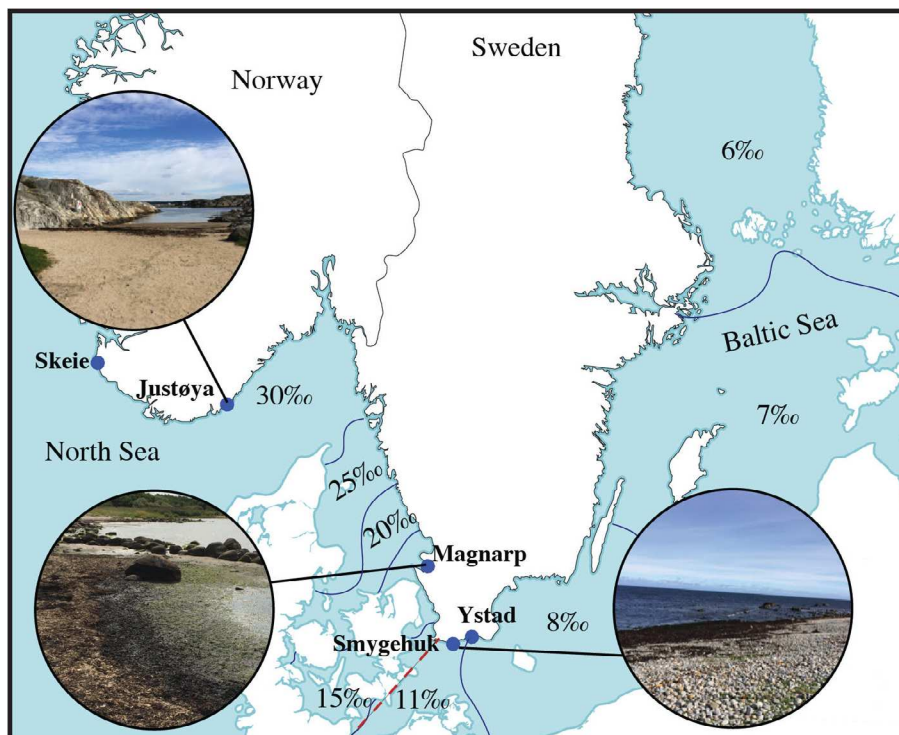 Sweden
Norway
6‰
Baltic Sea
Skeie
Justøya
30‰
7‰
North Sea
25‰
20‰
Magnarp
Ystad
8‰
Smygehuk
15‰
11‰